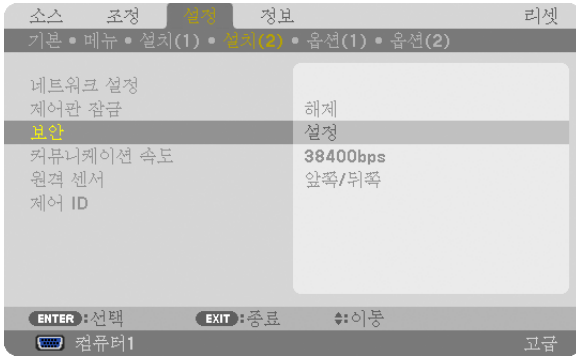 소스 조정 설정 정보 리셋
기본 • 메뉴 • 설치(1) • 설치(2) • 옵션(1) • 옵션(2)
네트워크 설정
제어판 잠금 해제
보안 설정
커뮤니케이션 속도 38400bps
원격 센서 앞쪽/뒤쪽
제어 ID
ENTER :선택 EXIT :종료 :이동
컴퓨터1 고급